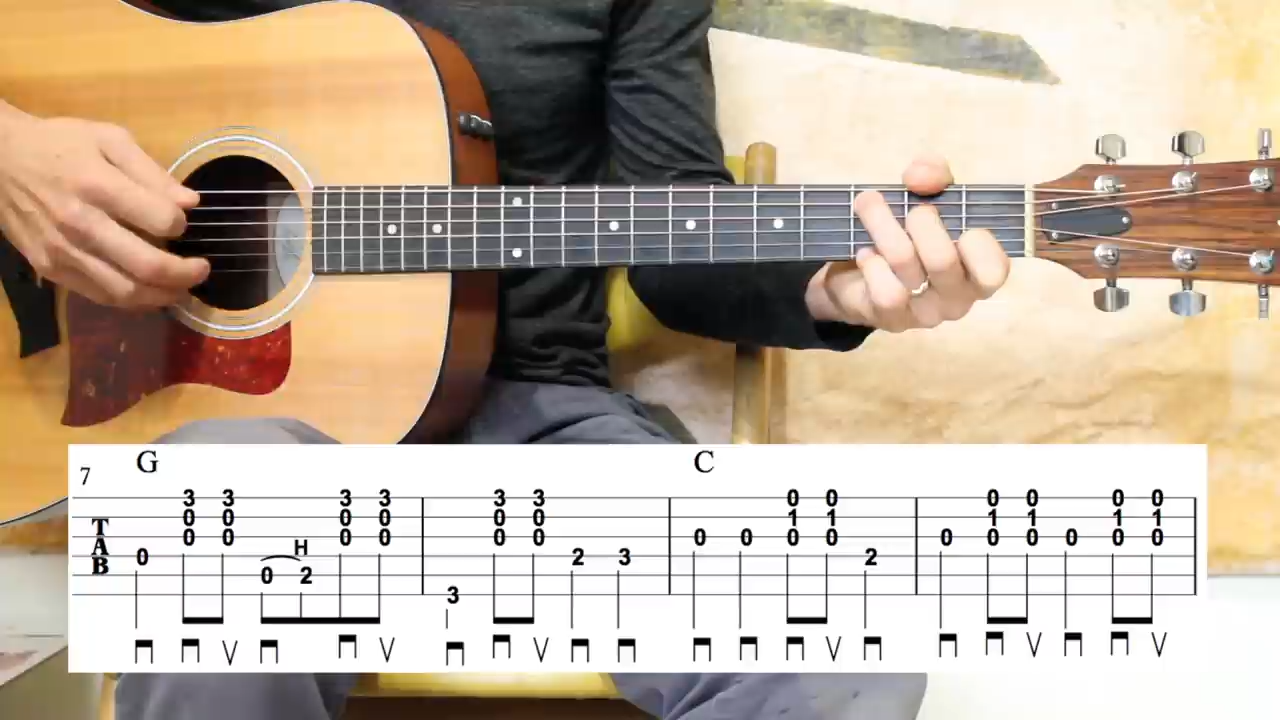 G C
7
3 3 3 3 3 3 0 0 0 0 0 0
T 0 0 0 0 0 0 1 1 1 1 1 1
A 0 0 H 0 0 0 0 0 0 0 0 0 0 0 0 0 0
B 0 2 3 2
0 2
3
V V V V V V